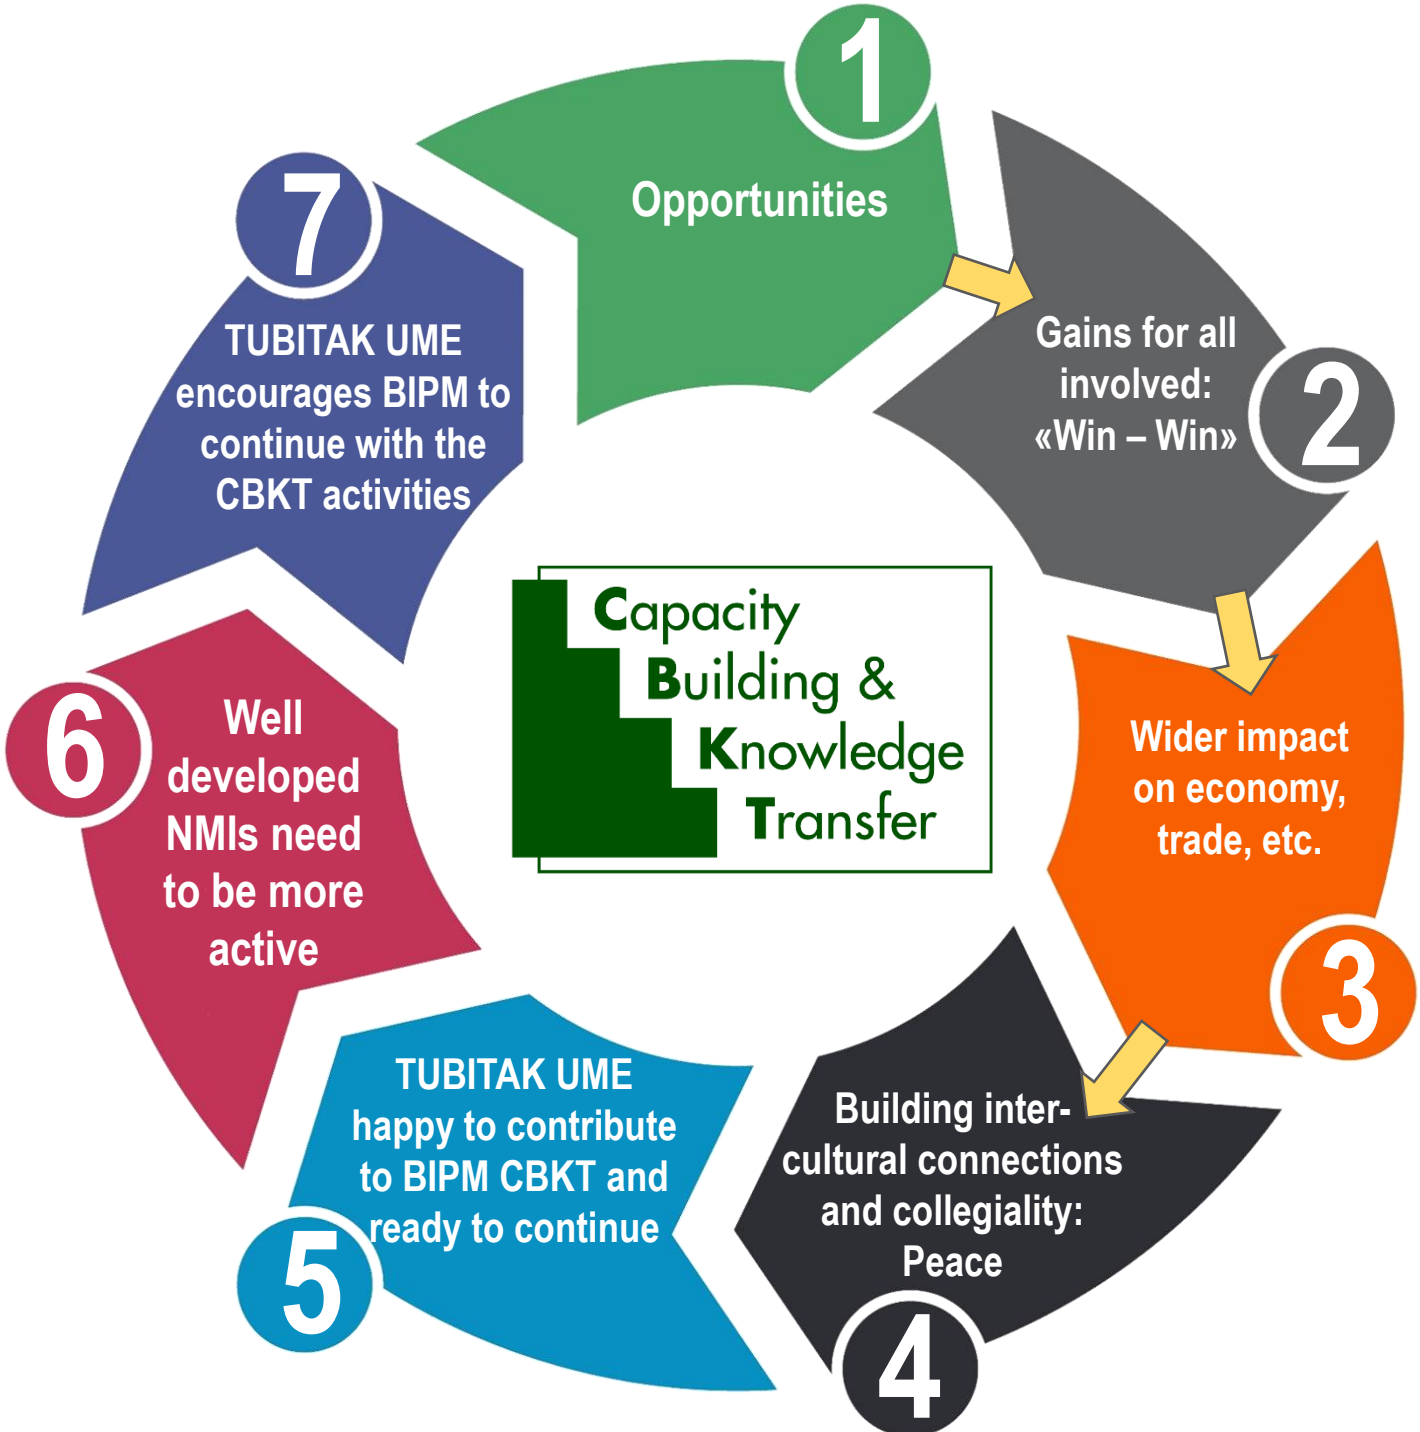 1
Opportunities
2
Gains for all
involved:
«Win – Win»
3
Wider impact
on economy,
trade, etc.
4
Building inter-
cultural connections
and collegiality:
Peace
5
TUBITAK UME
happy to contribute
to BIPM CBKT and
ready to continue
6
Well
developed
NMIs need
to be more
active
7
TUBITAK UME
encourages BIPM to
continue with the
CBKT activities
Capacity
Building &
Knowledge
Transfer